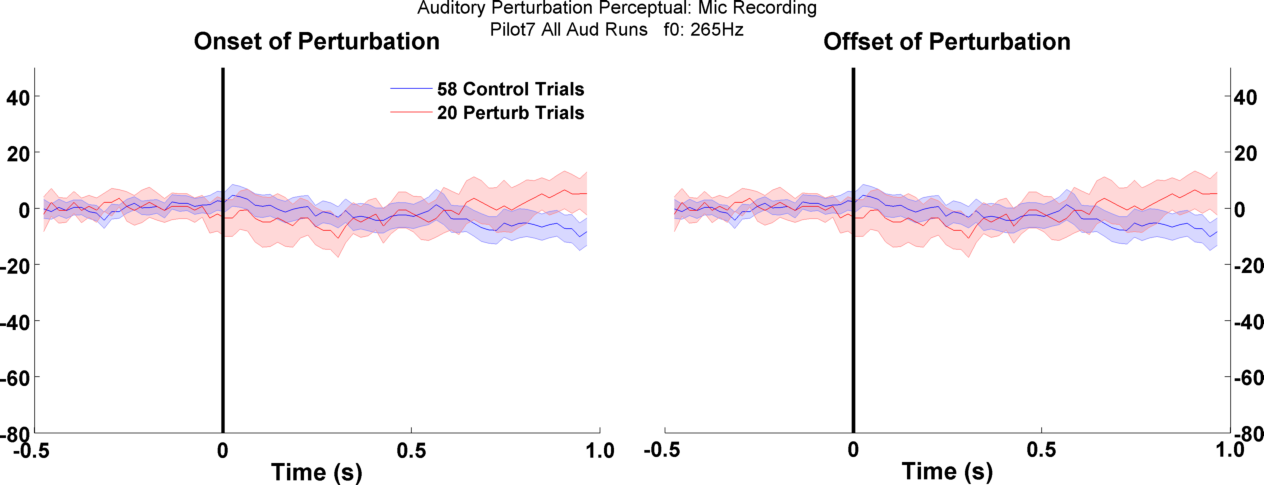 Auditory Perturbation Perceptual: Mic Recording
Pilot7 All Aud Runs f0: 265Hz
Onset of Perturbation
Offset of Perturbation
58 Control Trials
20 Perturb Trials
40
20
0
-20
-40
-60
-80
-0.5
0
0.5
1.0
Time (s)
40
20
0
-20
-40
-60
-80
-0.5
0
0.5
1.0
Time (s)